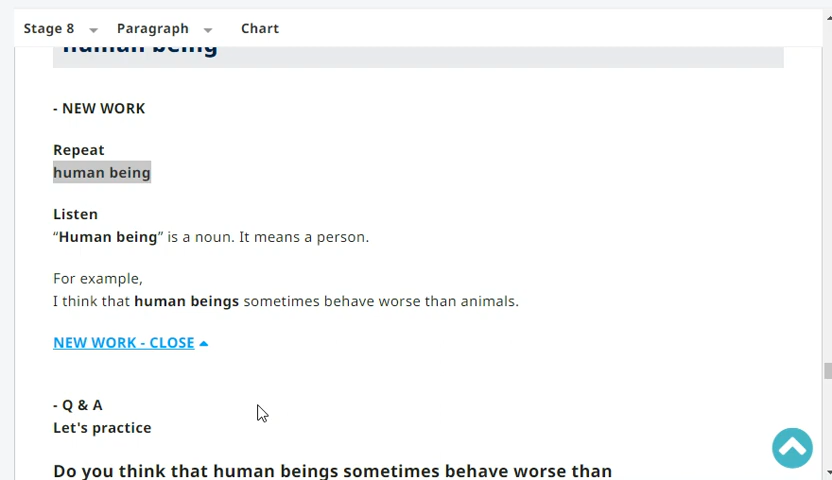 Stage 8 Paragraph Chart
human being
- NEW WORK
Repeat
human being
Listen
“Human being” is a noun. It means a person.
For example,
I think that human beings sometimes behave worse than animals.
NEW WORK - CLOSE
- Q & A
Let's practice
Do you think that human beings sometimes behave worse than